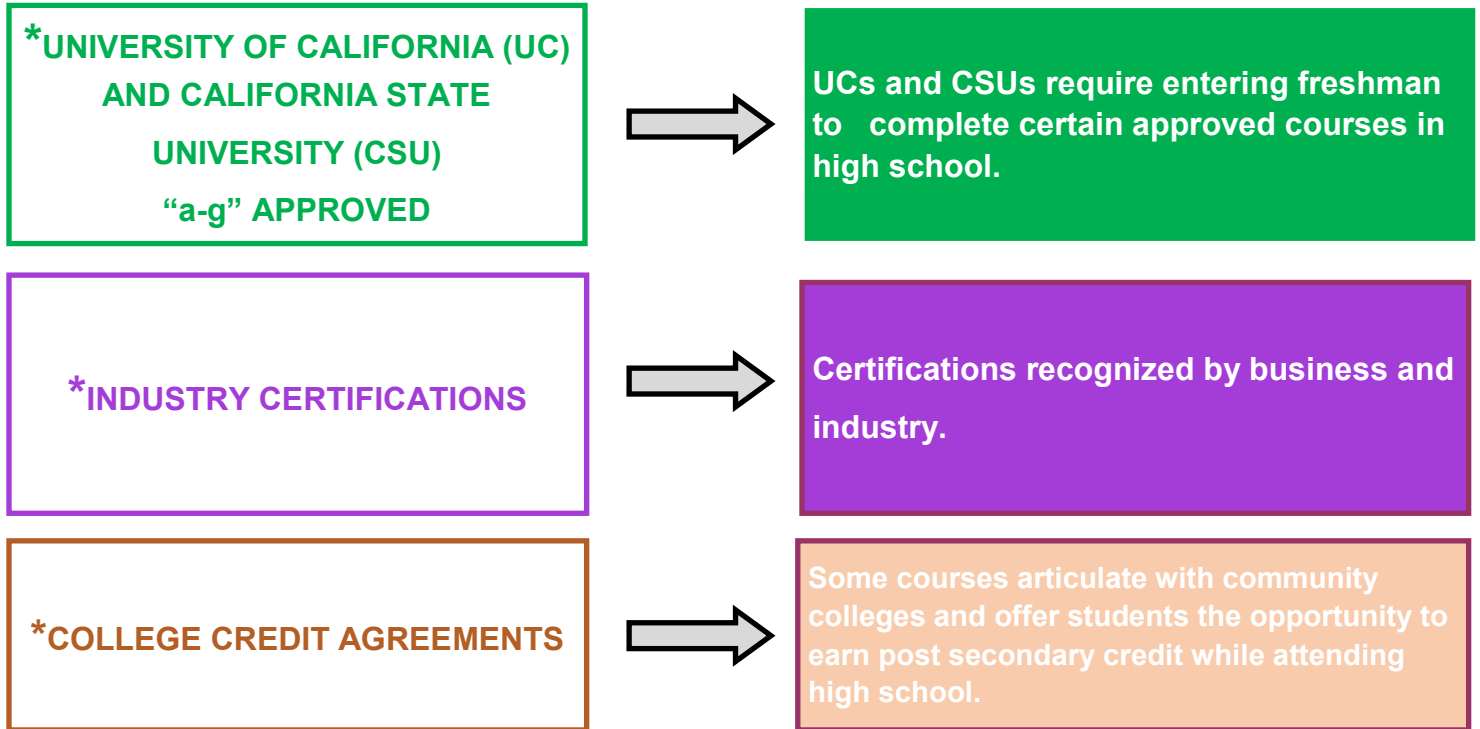 *UNIVERSITY OF CALIFORNIA (UC)
AND CALIFORNIA STATE
UNIVERSITY (CSU)
“a-g” APPROVED
UCs and CSUs require entering freshman
to complete certain approved courses in
high school.
*INDUSTRY CERTIFICATIONS
Certifications recognized by business and
industry.
*COLLEGE CREDIT AGREEMENTS
Some courses articulate with community
colleges and offer students the opportunity to
earn post secondary credit while attending
high school.